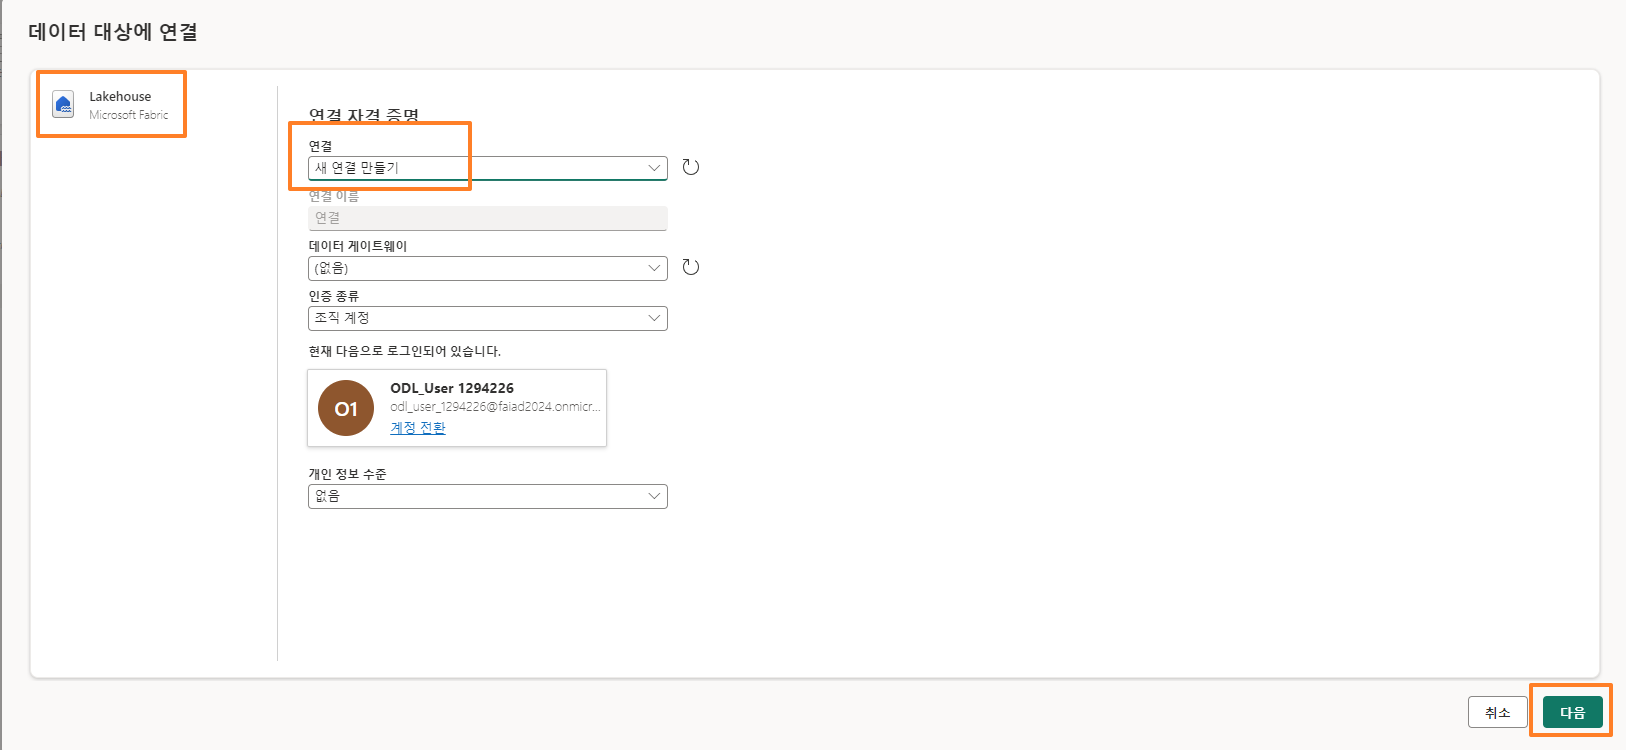 데이터 대상에 연결
Lakehouse
Microsoft Fabric
연결 자격 증명
연결
새 연결 만들기
연결 이름
연결
데이터 게이트웨이
(없음)
인증 종류
조직 계정
현재 다음으로 로그인되어 있습니다.
O1
ODL_User 1294226
odl_user_1294226@faiad2024.onmicr...
계정 전환
개인 정보 수준
없음
취소
다음